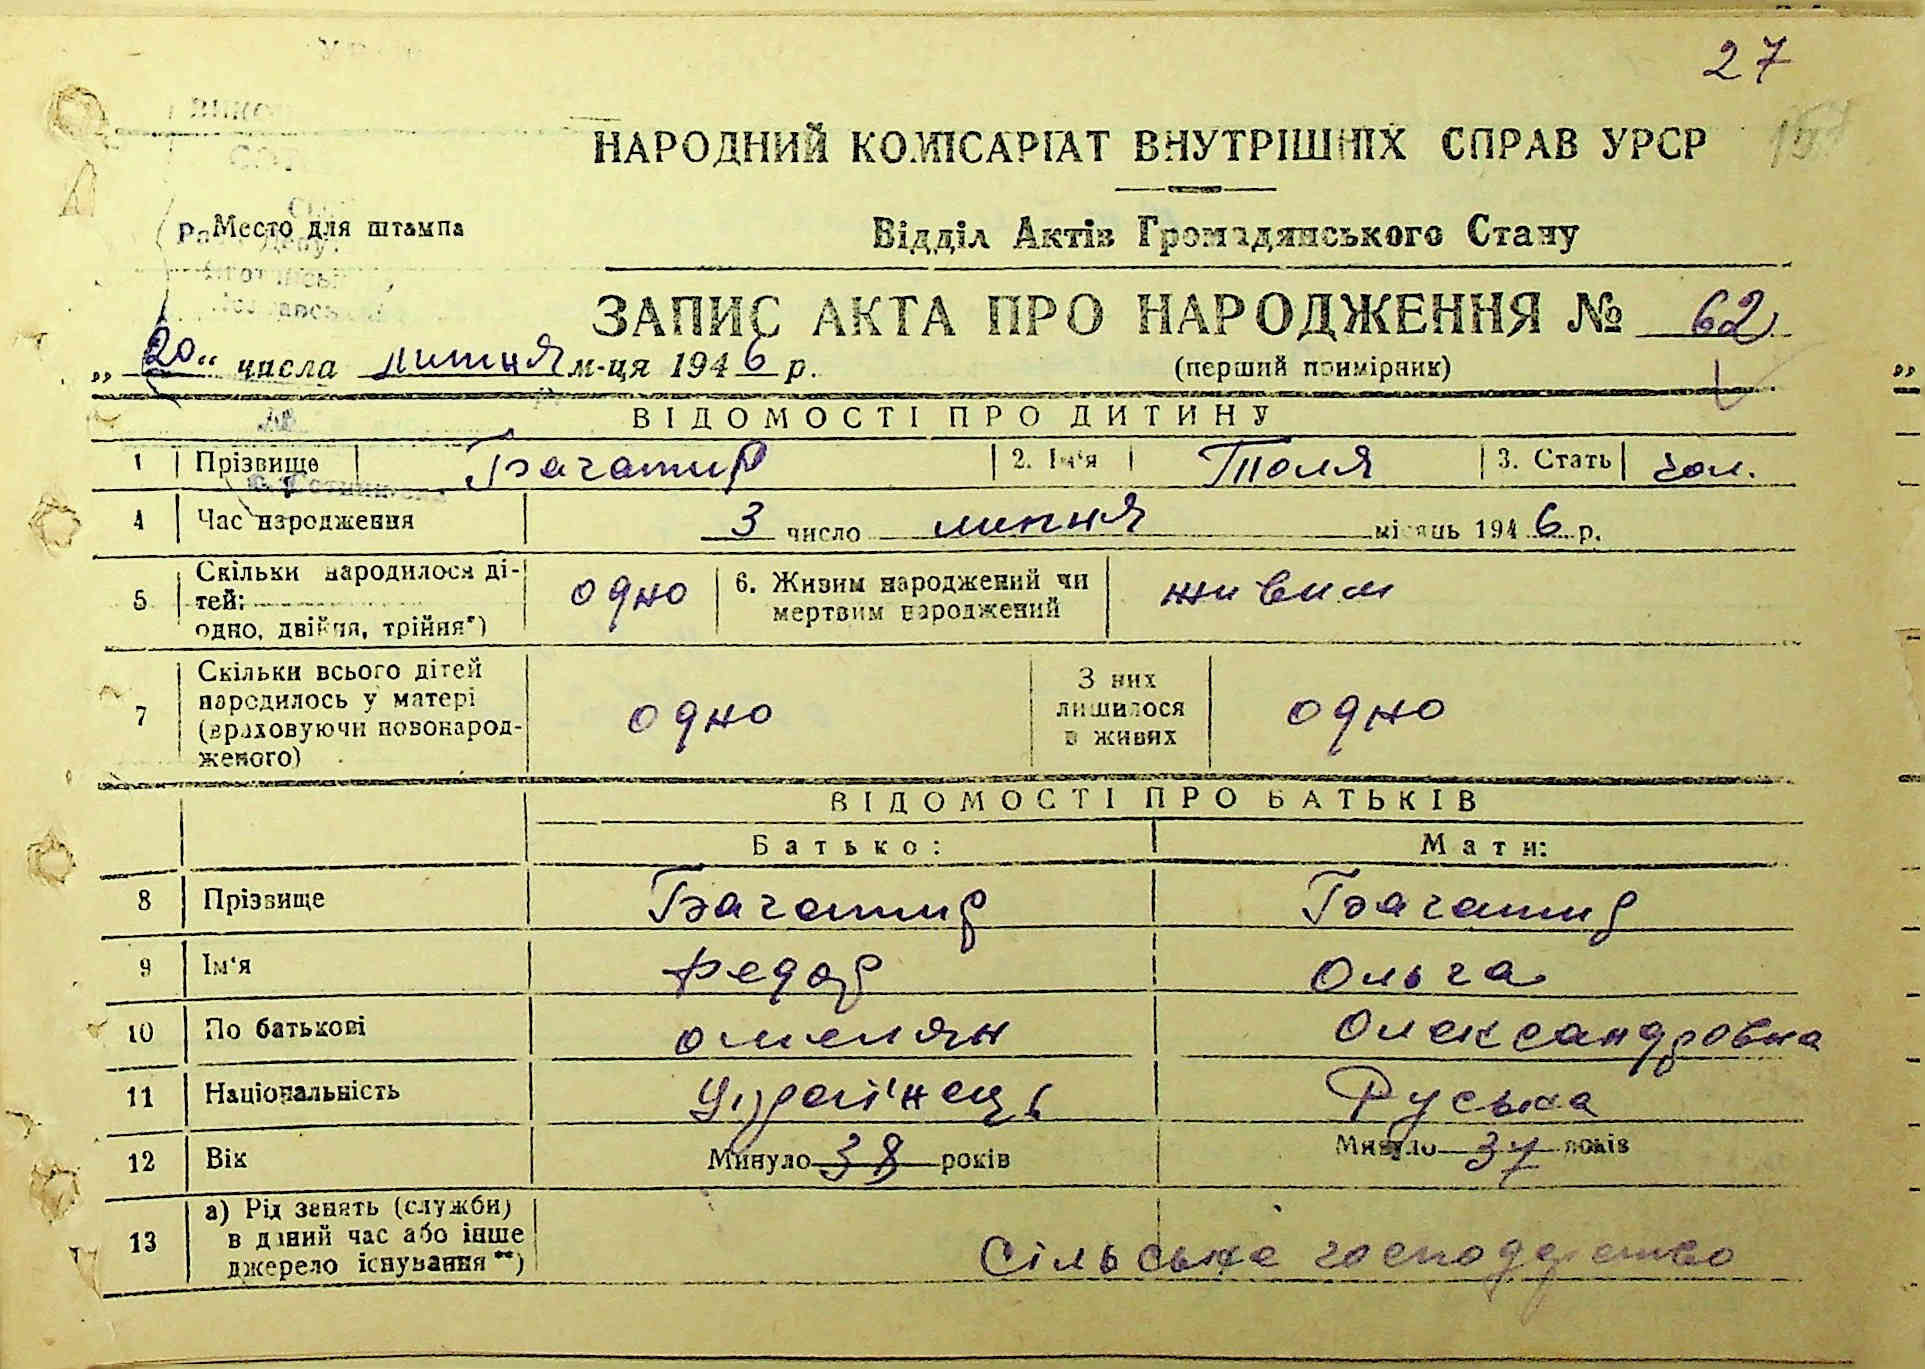 27
НАРОДНИЙ КОМІСАРІАТ ВНУТРІШНІХ СПРАВ УРСР
Место для штампа
Відділ Актів Громадянського Стану
ЗАПИС АКТА ПРО НАРОДЖЕННЯ № 62
„ 20 “ числа липня м-ця 1946 р.
(перший примірник)
ВІДОМОСТІ ПРО ДИТИНУ
1 Прізвище Багатир 2. Ім'я Толя 3. Стать чол.
4 Час народження 3 число липня місяць 1946 р.
5 Скільки народилося дітей: одно, двійня, трійня*) одно 6. Живим народжений чи мертвим народжений живим
7 Скільки всього дітей народилось у матері (враховуючи новонародженого) одно З них лишилося в живих одно
ВІДОМОСТІ ПРО БАТЬКІВ
Батько: Мати:
8 Прізвище Багатир Багатир
9 Ім'я Федор Ольга
10 По батькові Омелян Олександровна
11 Національність Українець Руська
12 Вік Минуло 38 років Минуло 37 років
13 а) Рід занять (служби) в даний час або інше джерело існування **) Сільське господарство